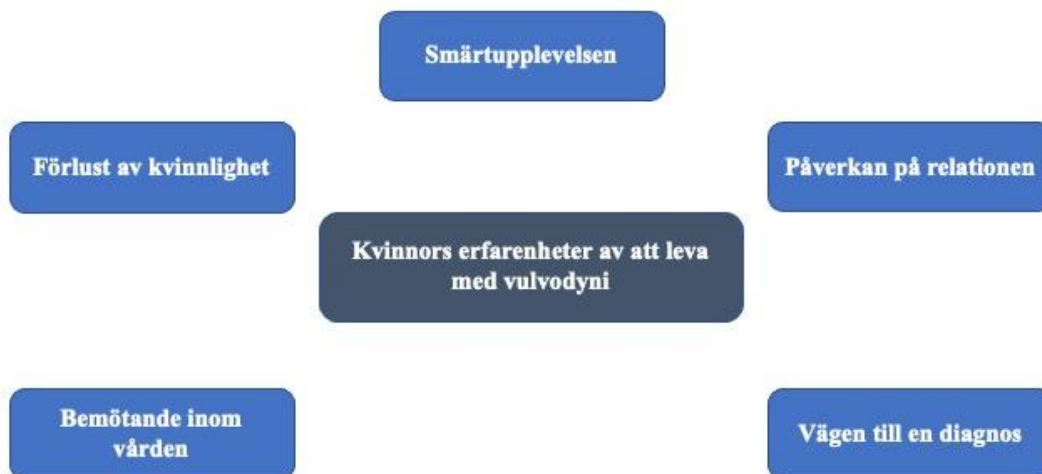 Smärtupplevelsen
Förlust av kvinnlighet
Påverkan på relationen
Kvinnors erfarenheter av att leva
med vulvodyni
Bemötande inom
vården
Vägen till en diagnos